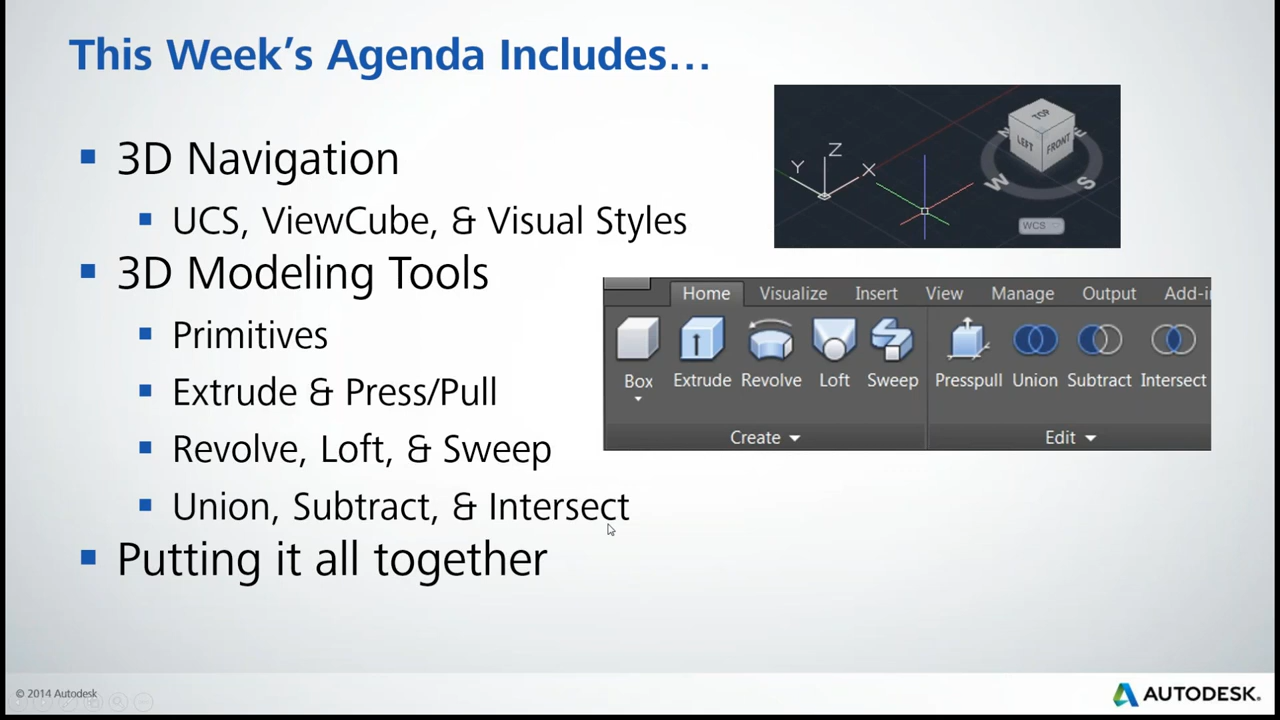 This Week's Agenda Includes…
▪ 3D Navigation
▪ UCS, ViewCube, & Visual Styles
▪ 3D Modeling Tools
▪ Primitives
▪ Extrude & Press/Pull
▪ Revolve, Loft, & Sweep
▪ Union, Subtract, & Intersect
▪ Putting it all together
TOP
LEFT FRONT
N E
W S
Z
Y X
WCS
Home Visualize Insert View Manage Output Add-i
Box Extrude Revolve Loft Sweep Presspull Union Subtract Intersect
Create Edit
© 2014 Autodesk
AUTODESK.